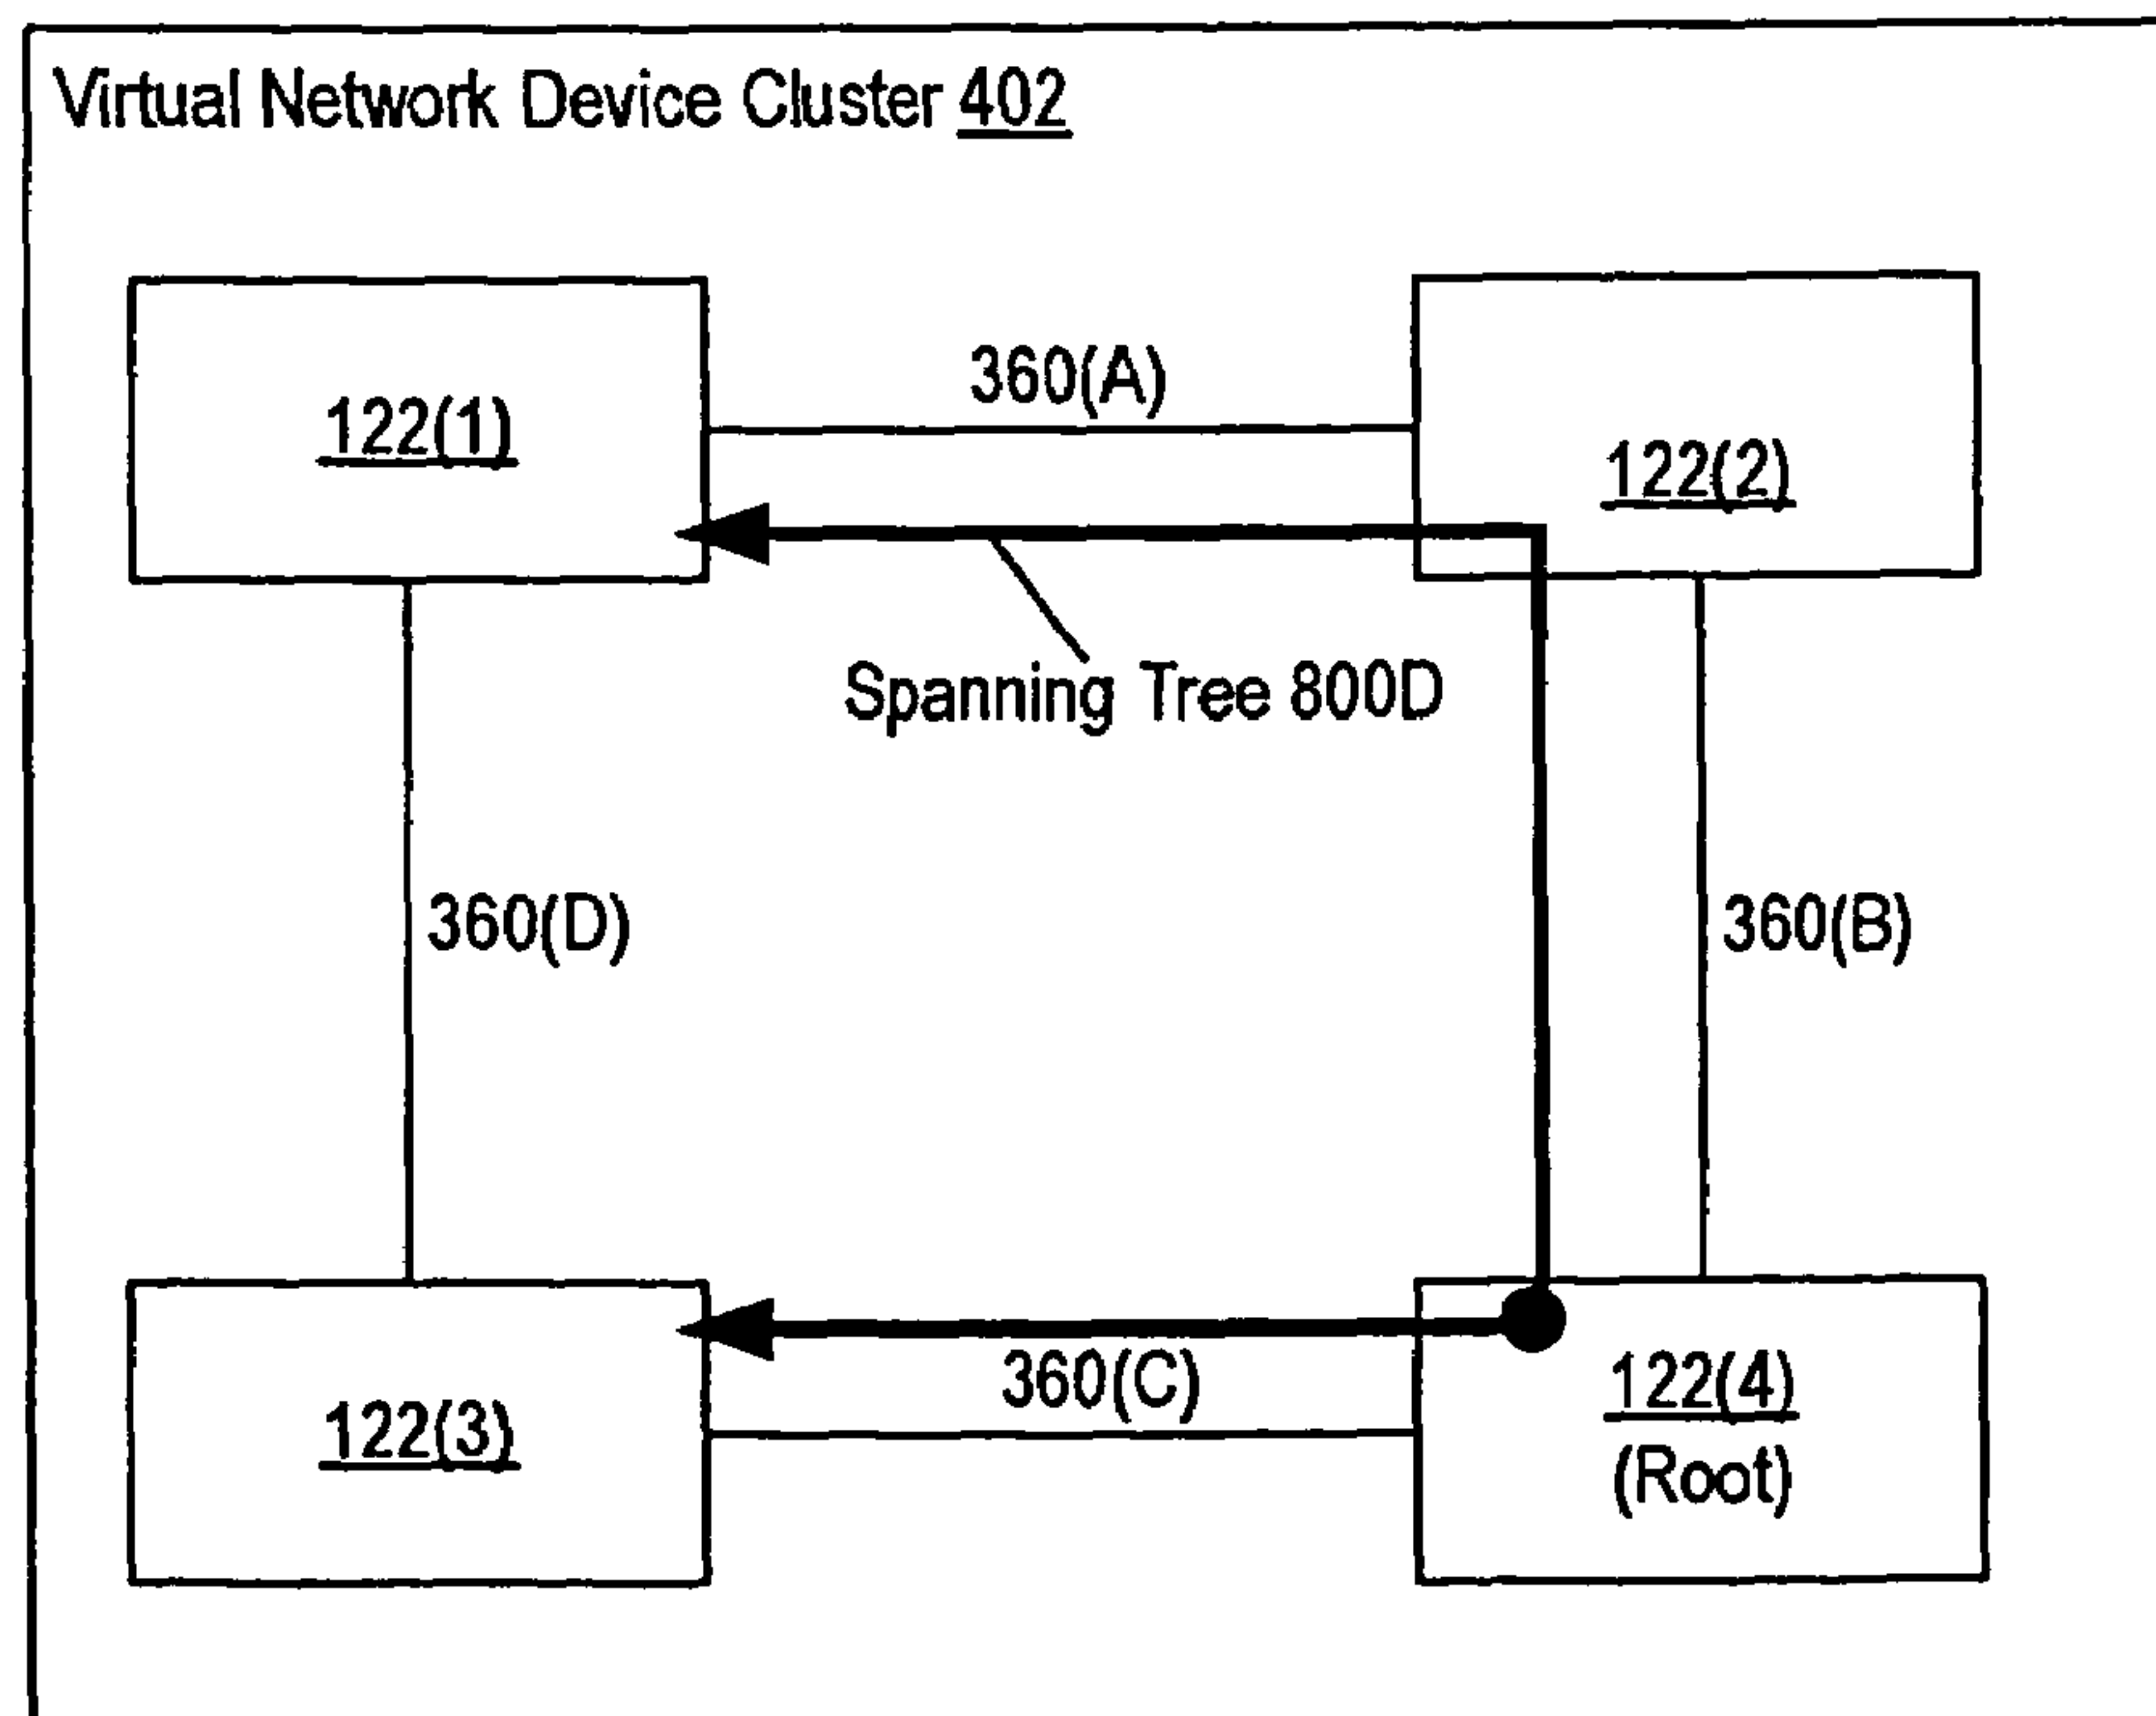 Virtual Network Device Cluster 402
360(A)
122(1)
122(2)
Spanning Tree 800D
360(D)
360(B)
360(C)
122(3)
122(4)
(Root)